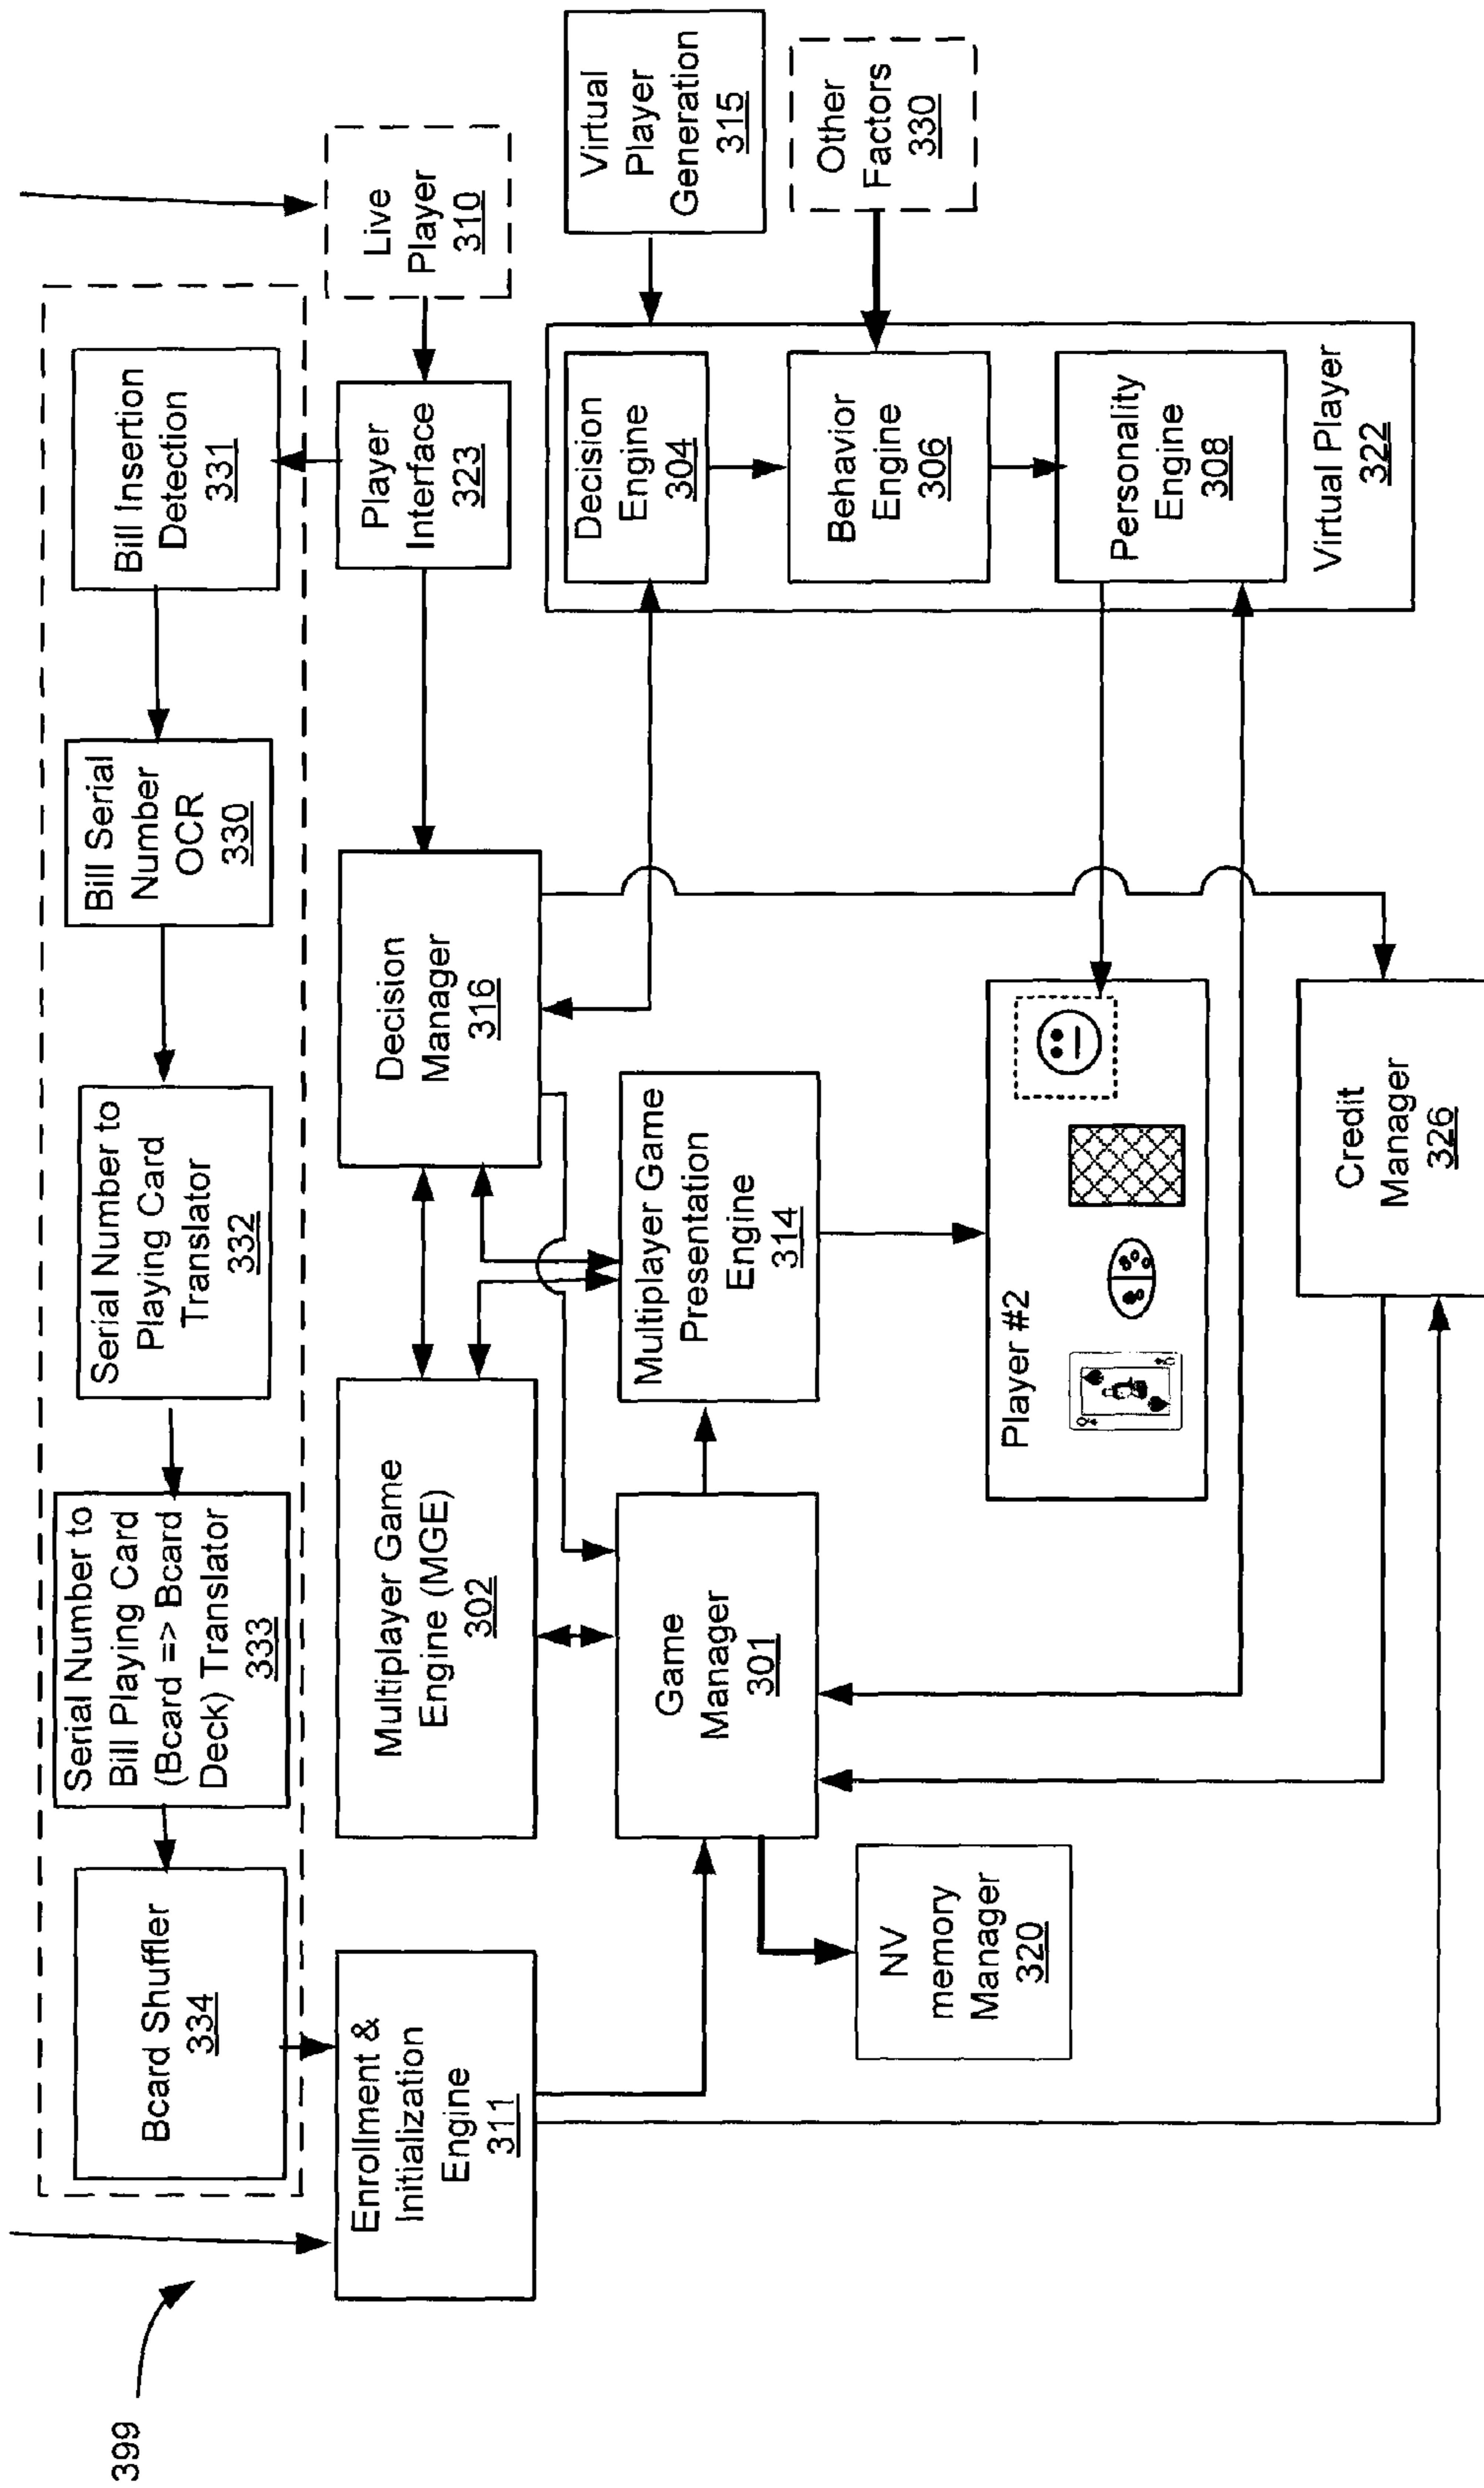 399
Bcard Shuffler
334
Serial Number to
Bill Playing Card
(Bcard => Bcard
Deck) Translator
333
Serial Number to
Playing Card
Translator
332
Bill Serial
Number
OCR
330
Bill Insertion
Detection
331
Enrollment &
Initialization
Engine
311
Multiplayer Game
Engine (MGE)
302
Decision
Manager
316
Player
Interface
323
Live
Player
310
Game
Manager
301
Multiplayer Game
Presentation
Engine
314
Decision
Engine
304
Virtual
Player
Generation
315
NV
memory
Manager
320
Behavior
Engine
306
Other
Factors
330
Player #2
Q
Q
Personality
Engine
308
Virtual Player
322
Credit
Manager
326